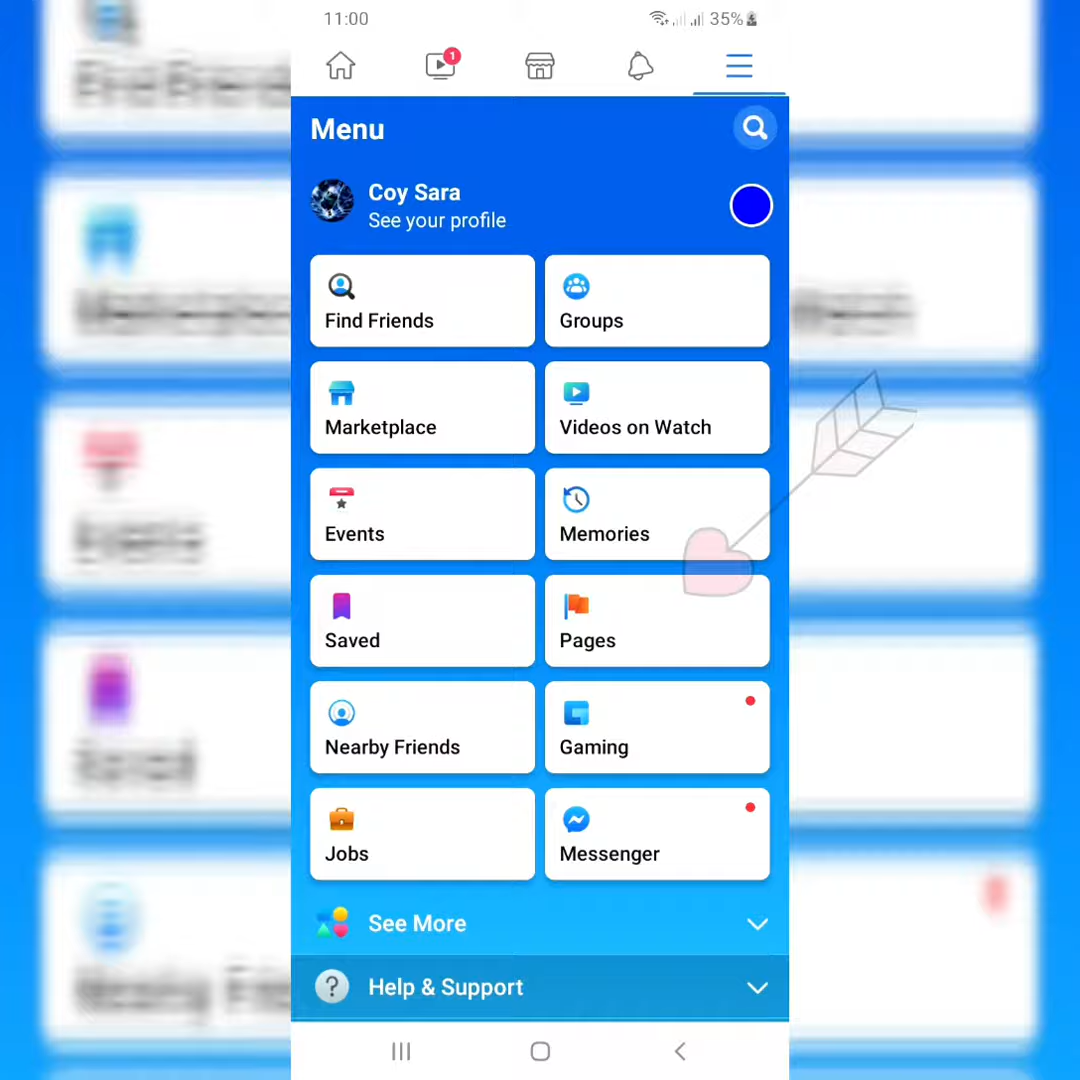 11:00
35%
1
Menu
Coy Sara
See your profile
Find Friends
Groups
Marketplace
Videos on Watch
Events
Memories
Saved
Pages
Nearby Friends
Gaming
Jobs
Messenger
See More
? Help & Support